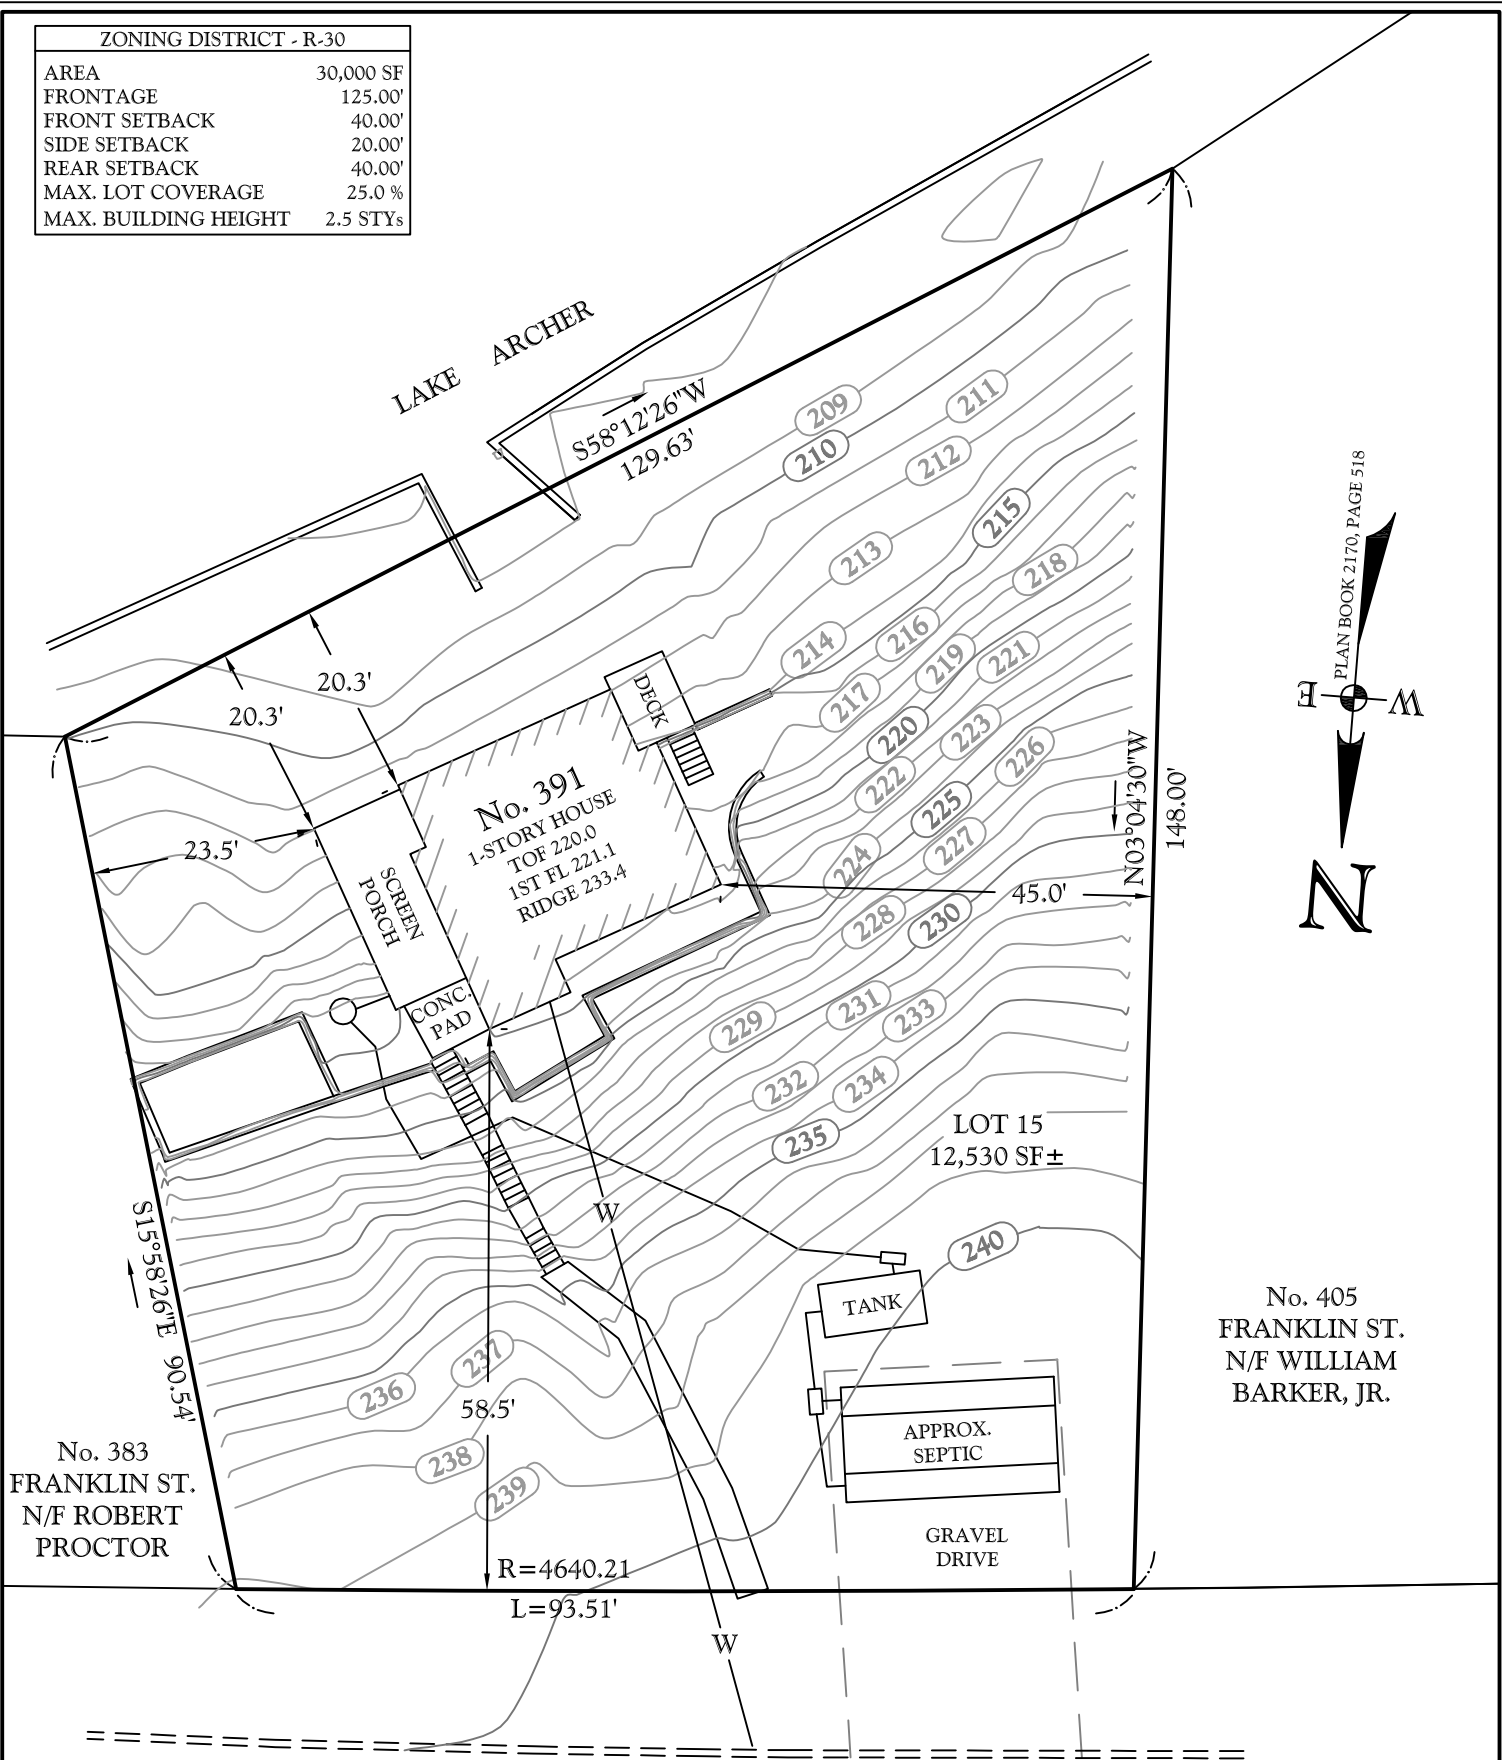 ZONING DISTRICT - R-30
AREA 30,000 SF
FRONTAGE 125.00'
FRONT SETBACK 40.00'
SIDE SETBACK 20.00'
REAR SETBACK 40.00'
MAX. LOT COVERAGE 25.0 %
MAX. BUILDING HEIGHT 2.5 STYs
LAKE ARCHER
S58°12'26"W
129.63'
209
211
210
212
215
213
218
214
216
219
221
217
220
223
226
222
225
227
224
228
230
229
231
233
232
234
235
240
236
237
238
239
PLAN BOOK 2170, PAGE 518
E
W
N
20.3'
20.3'
23.5'
45.0'
58.5'
DECK
No. 391
1-STORY HOUSE
TOF 220.0
1ST FL 221.1
RIDGE 233.4
SCREEN
PORCH
CONC.
PAD
N03°04'30"W
148.00'
LOT 15
12,530 SF±
S15°58'26"E 90.54'
W
TANK
APPROX.
SEPTIC
GRAVEL
DRIVE
No. 405
FRANKLIN ST.
N/F WILLIAM
BARKER, JR.
No. 383
FRANKLIN ST.
N/F ROBERT
PROCTOR
R=4640.21
L=93.51'
W